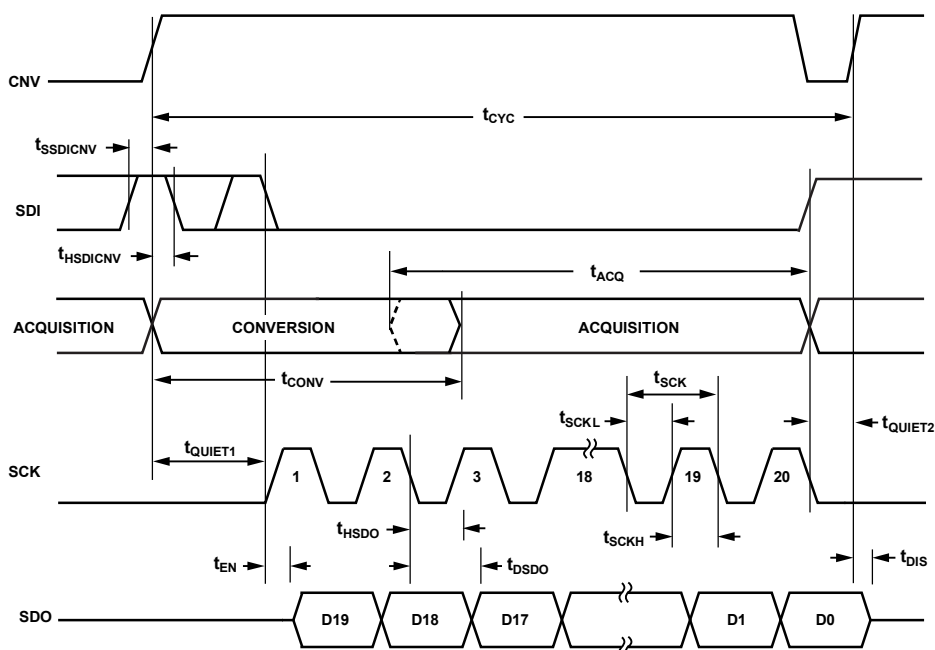 CNV
tCYC
tSSDICNV
SDI
tHSDICNV
tACQ
ACQUISITION CONVERSION ACQUISITION
tCONV
tSCK
tSCKL
tQUIET2
tQUIET1
SCK 1 2 3 18 19 20
tHSDO
tSCKH
tEN
tDSDO
tDIS
SDO D19 D18 D17 D1 D0